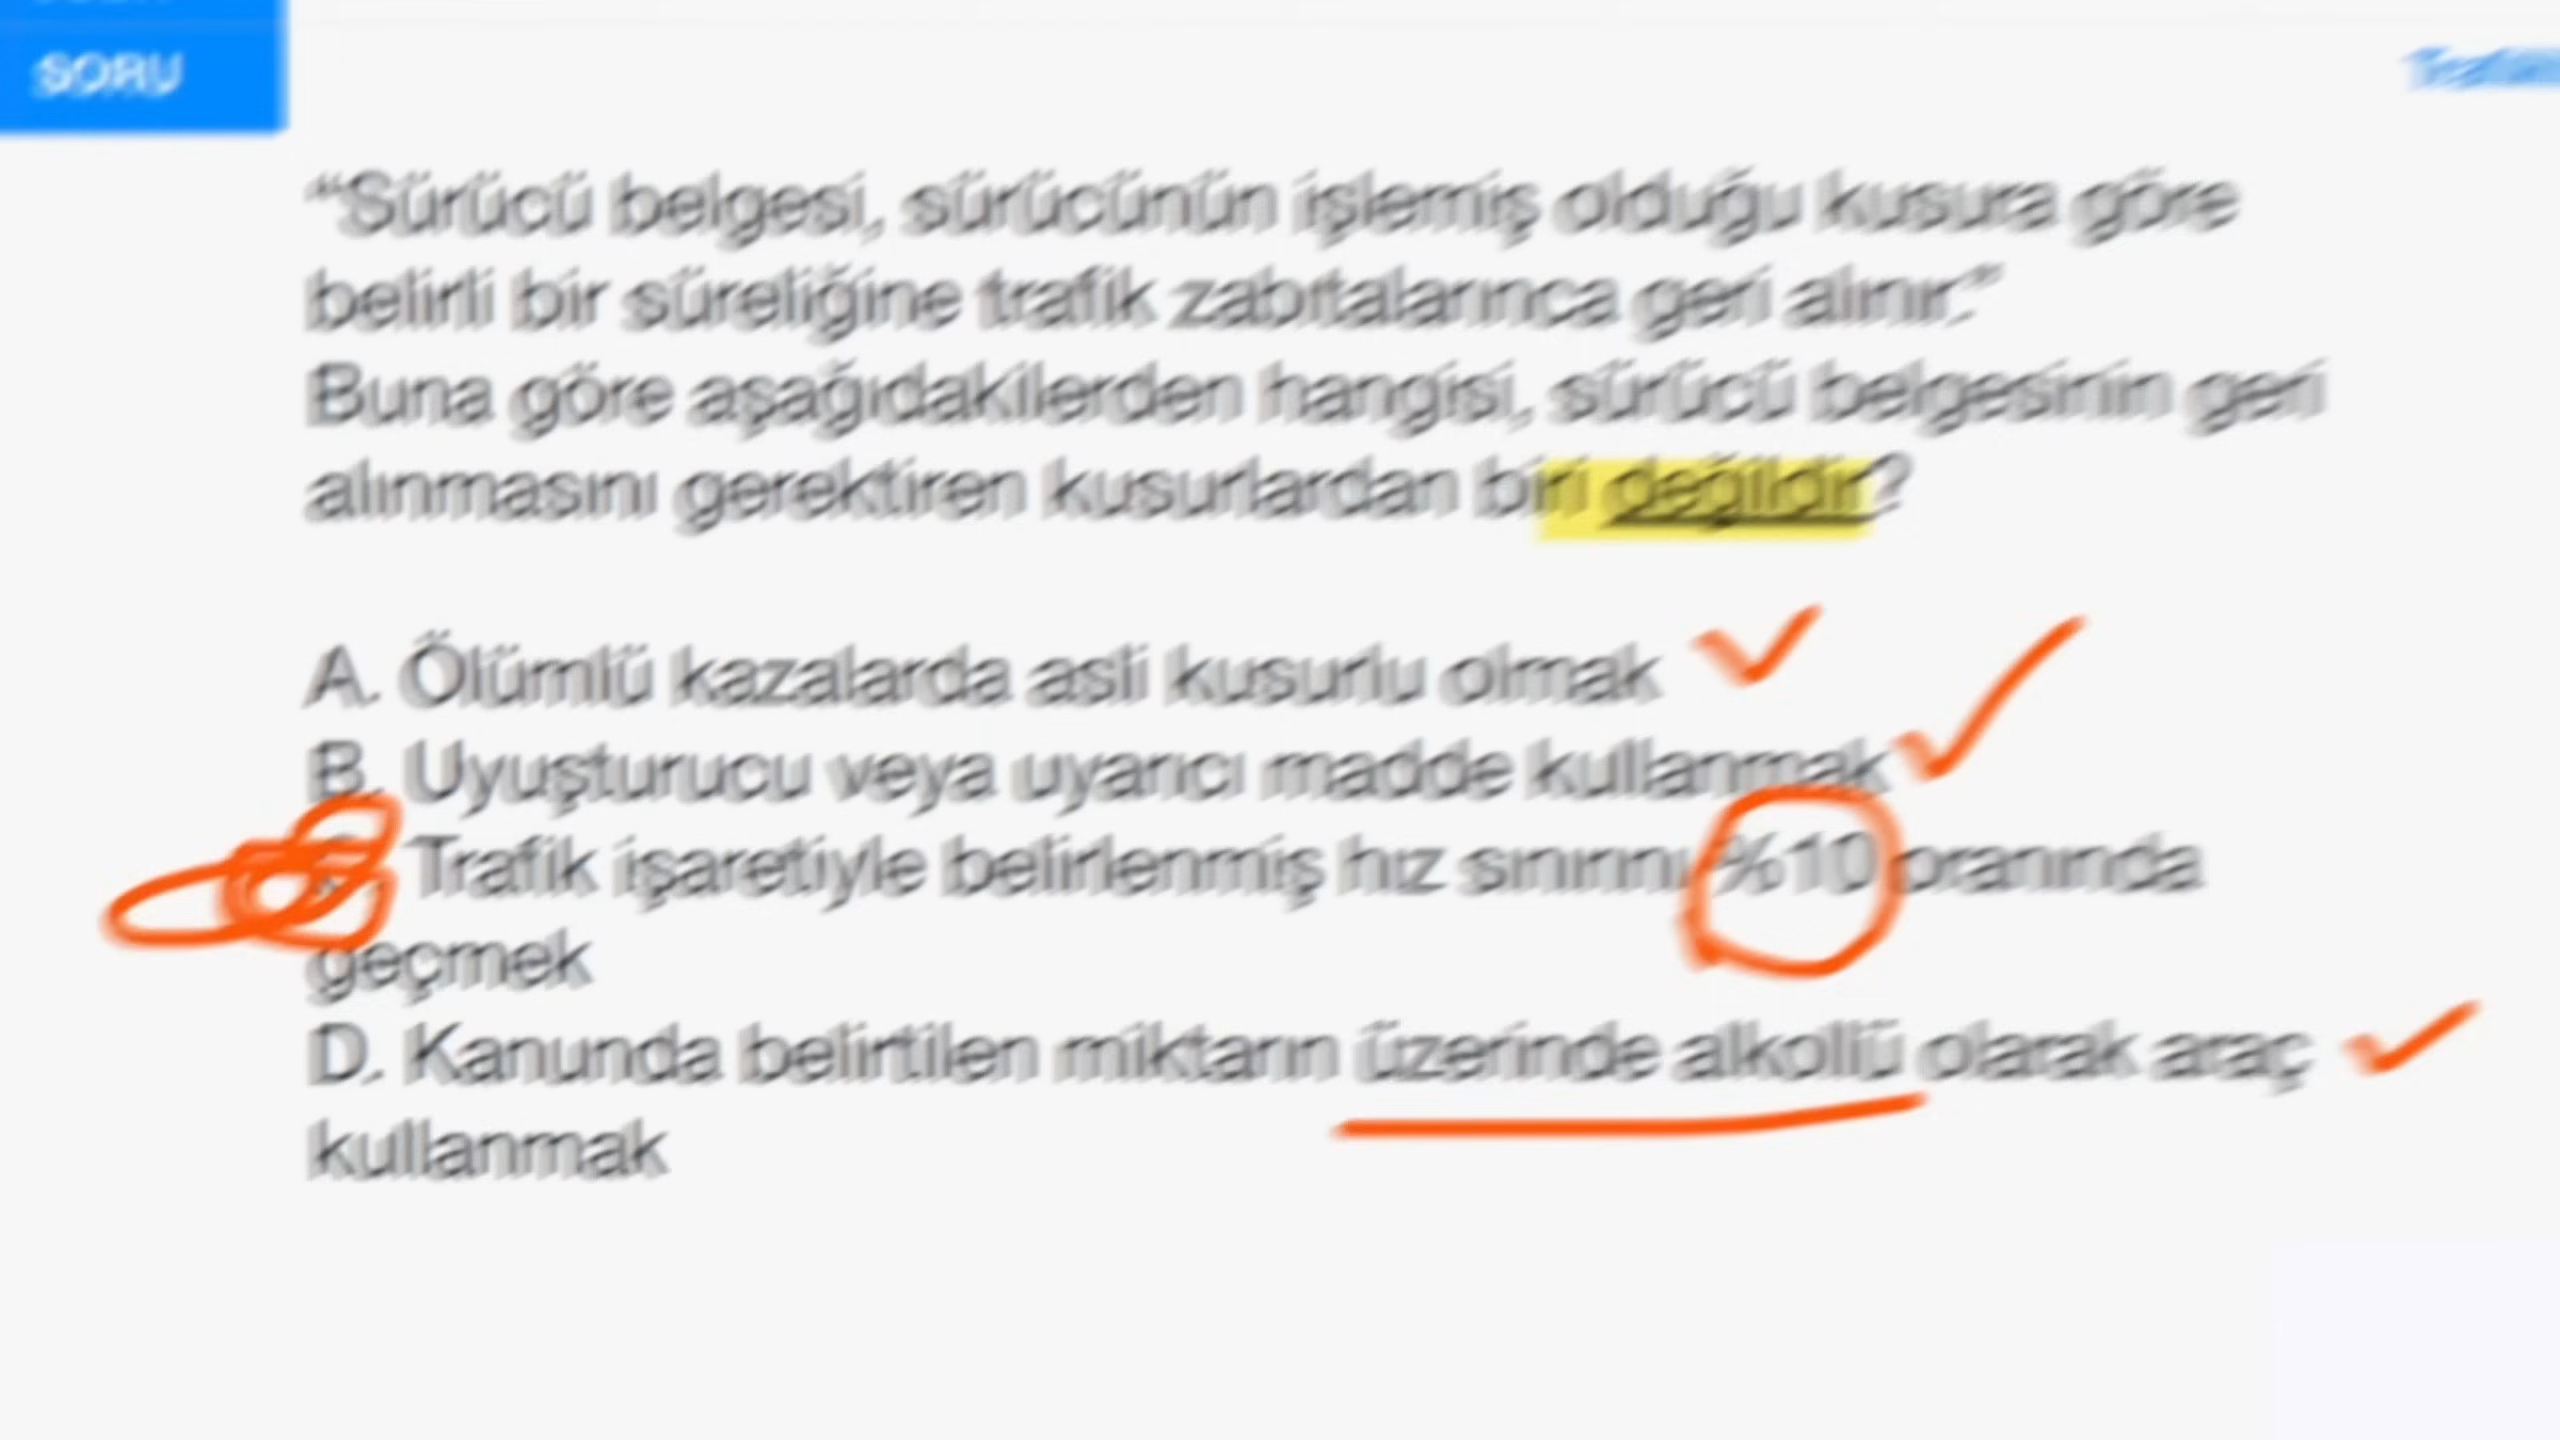 SORU
“Sürücü belgesi, sürücünün işlemiş olduğu kusura göre
belirli bir süreliğine trafik zabıtalarınca geri alınır.”
Buna göre aşağıdakilerden hangisi, sürücü belgesinin geri
alınmasını gerektiren kusurlardan biri değildir?
A. Ölümlü kazalarda asli kusurlu olmak
B. Uyuşturucu veya uyarıcı madde kullanmak
C. Trafik işaretiyle belirlenmiş hız sınırını %10 oranında
geçmek
D. Kanunda belirtilen miktarın üzerinde alkollü olarak araç
kullanmak